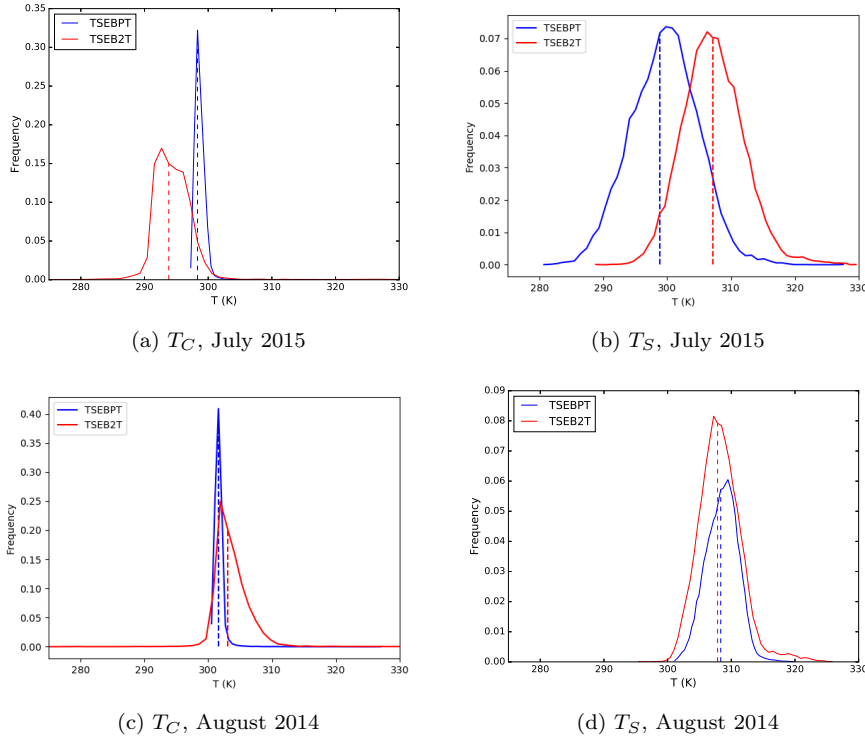 TSEBPT
TSEB2T
0.35
0.30
0.25
0.20
0.15
0.10
0.05
0.00
Frequency
280 290 300 310 320 330
T (K)
(a) T_C, July 2015
TSEBPT
TSEB2T
0.07
0.06
0.05
0.04
0.03
0.02
0.01
0.00
Frequency
280 290 300 310 320 330
T (K)
(b) T_S, July 2015
TSEBPT
TSEB2T
0.40
0.35
0.30
0.25
0.20
0.15
0.10
0.05
0.00
Frequency
280 290 300 310 320 330
T (K)
(c) T_C, August 2014
TSEBPT
TSEB2T
0.09
0.08
0.07
0.06
0.05
0.04
0.03
0.02
0.01
0.00
Frequency
280 290 300 310 320 330
T (K)
(d) T_S, August 2014